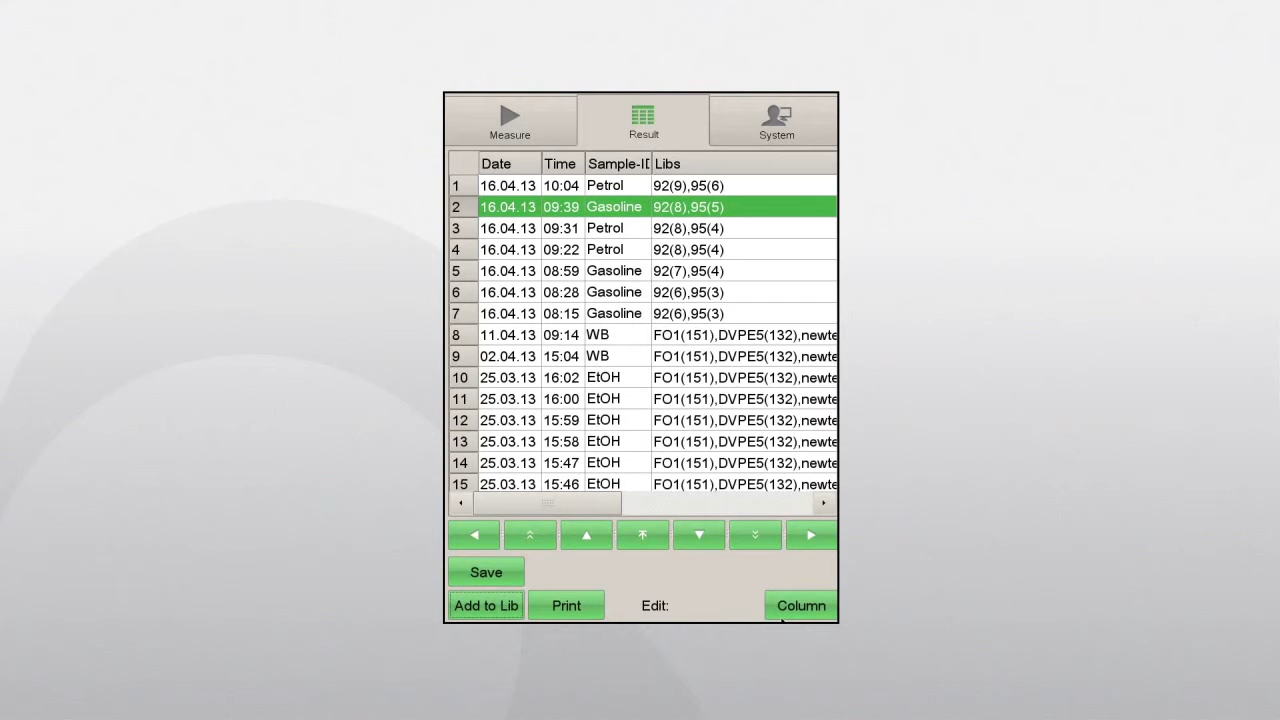 Measure Result System
Date Time Sample-ID Libs
1 16.04.13 10:04 Petrol 92(9),95(6)
2 16.04.13 09:39 Gasoline 92(8),95(5)
3 16.04.13 09:31 Petrol 92(8),95(4)
4 16.04.13 09:22 Petrol 92(8),95(4)
5 16.04.13 08:59 Gasoline 92(7),95(4)
6 16.04.13 08:28 Gasoline 92(6),95(3)
7 16.04.13 08:15 Gasoline 92(6),95(3)
8 11.04.13 09:14 WB FO1(151),DVPE5(132),newte
9 02.04.13 15:04 WB FO1(151),DVPE5(132),newte
10 25.03.13 16:02 EtOH FO1(151),DVPE5(132),newte
11 25.03.13 16:00 EtOH FO1(151),DVPE5(132),newte
12 25.03.13 15:59 EtOH FO1(151),DVPE5(132),newte
13 25.03.13 15:58 EtOH FO1(151),DVPE5(132),newte
14 25.03.13 15:47 EtOH FO1(151),DVPE5(132),newte
15 25.03.13 15:46 EtOH FO1(151),DVPE5(132),newte
Save
Add to Lib Print Edit: Column